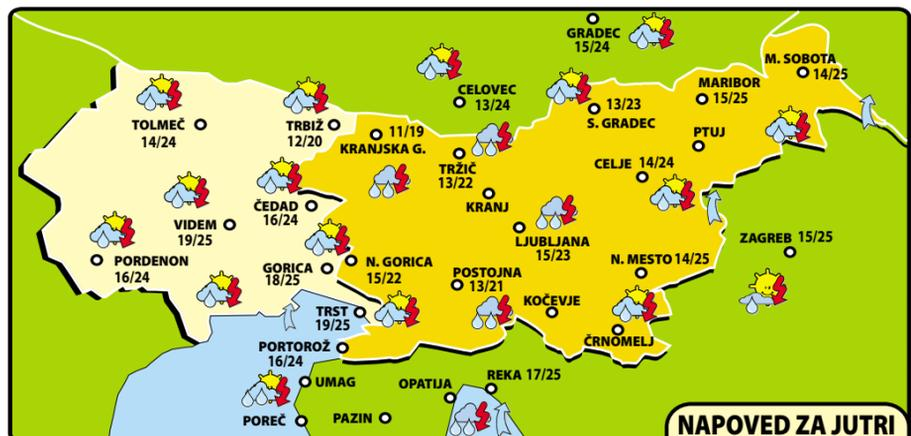 GRADEC
15/24
M. SOBOTA
14/25
CELOVEC
13/24
MARIBOR
15/25
13/23
S. GRADEC
TOLMEČ
14/24
TRBIŽ
12/20
11/19
KRANJSKA G.
PTUJ
TRŽIČ
13/22
CELJE 14/24
KRANJ
ČEDAD
16/24
VIDEM
19/25
LJUBLJANA
15/23
ZAGREB 15/25
PORDENON
16/24
GORICA
18/25
N. GORICA
15/22
POSTOJNA
13/21
N. MESTO 14/25
KOČEVJE
TRST
19/25
ČRNOMELJ
PORTOROŽ
16/24
UMAG
OPATIJA
REKA 17/25
POREČ
PAZIN
NAPOVED ZA JUTRI